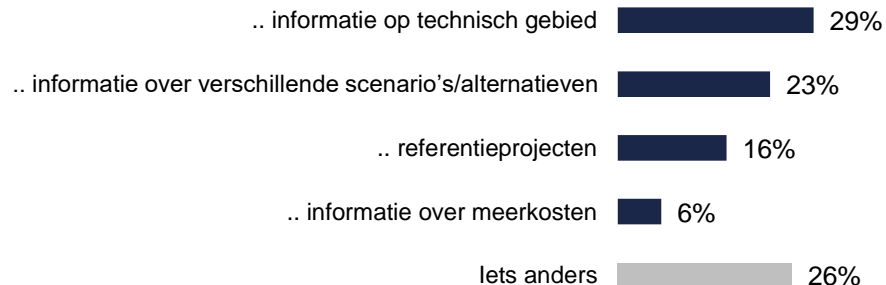 .. informatie op technisch gebied 29%
.. informatie over verschillende scenario's/alternatieven 23%
.. referentieprojecten 16%
.. informatie over meerkosten 6%
Iets anders 26%